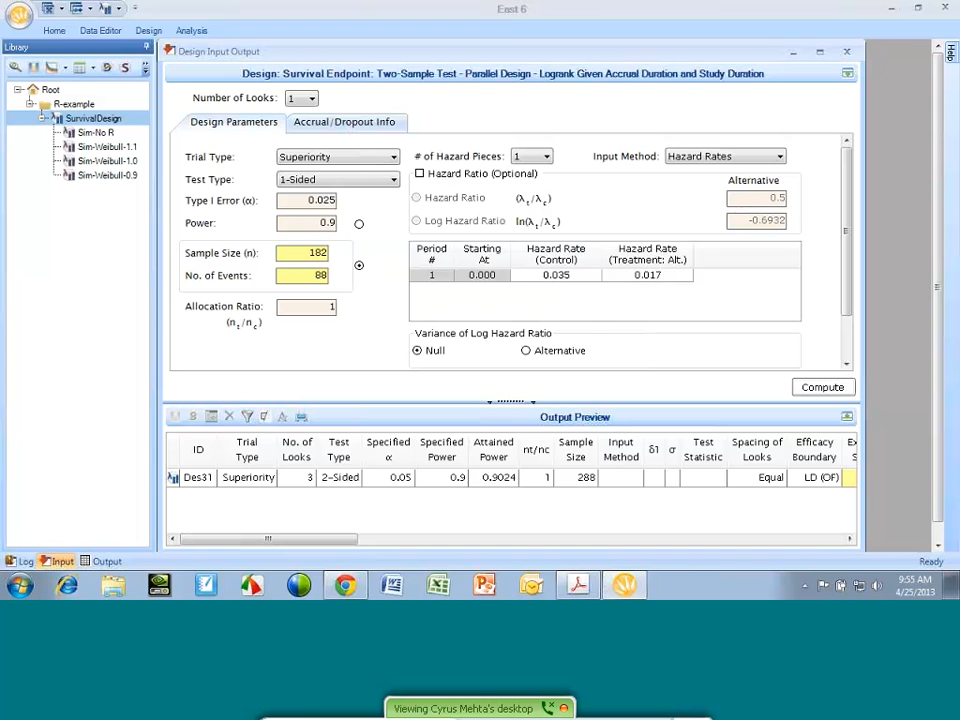 East 6
Home Data Editor Design Analysis
Library
Design Input Output
Help
Design: Survival Endpoint: Two-Sample Test - Parallel Design - Logrank Given Accrual Duration and Study Duration
Root
R-example
SurvivalDesign
Sim-No R
Sim-Weibull-1.1
Sim-Weibull-1.0
Sim-Weibull-0.9
Number of Looks: 1
Design Parameters Accrual/Dropout Info
Trial Type: Superiority
Test Type: 1-Sided
Type I Error (α): 0.025
Power: 0.9
Sample Size (n): 182
No. of Events: 88
Allocation Ratio: 1
(nt/nc)
# of Hazard Pieces: 1 Input Method: Hazard Rates
Hazard Ratio (Optional) Alternative
Hazard Ratio (λt/λc) 0.5
Log Hazard Ratio ln(λt/λc) -0.6932
Period Starting Hazard Rate Hazard Rate
# At (Control) (Treatment: Alt.)
1 0.000 0.035 0.017
Variance of Log Hazard Ratio
Null Alternative
Compute
Output Preview
ID Trial Type No. of Looks Test Type Specified α Specified Power Attained Power nt/nc Sample Size Input Method δ1 σ Test Statistic Spacing of Looks Efficacy Boundary
Des31 Superiority 3 2-Sided 0.05 0.9 0.9024 1 288 Equal LD (OF)
Log Input Output Ready
9:55 AM
4/25/2013
Viewing Cyrus Mehta's desktop